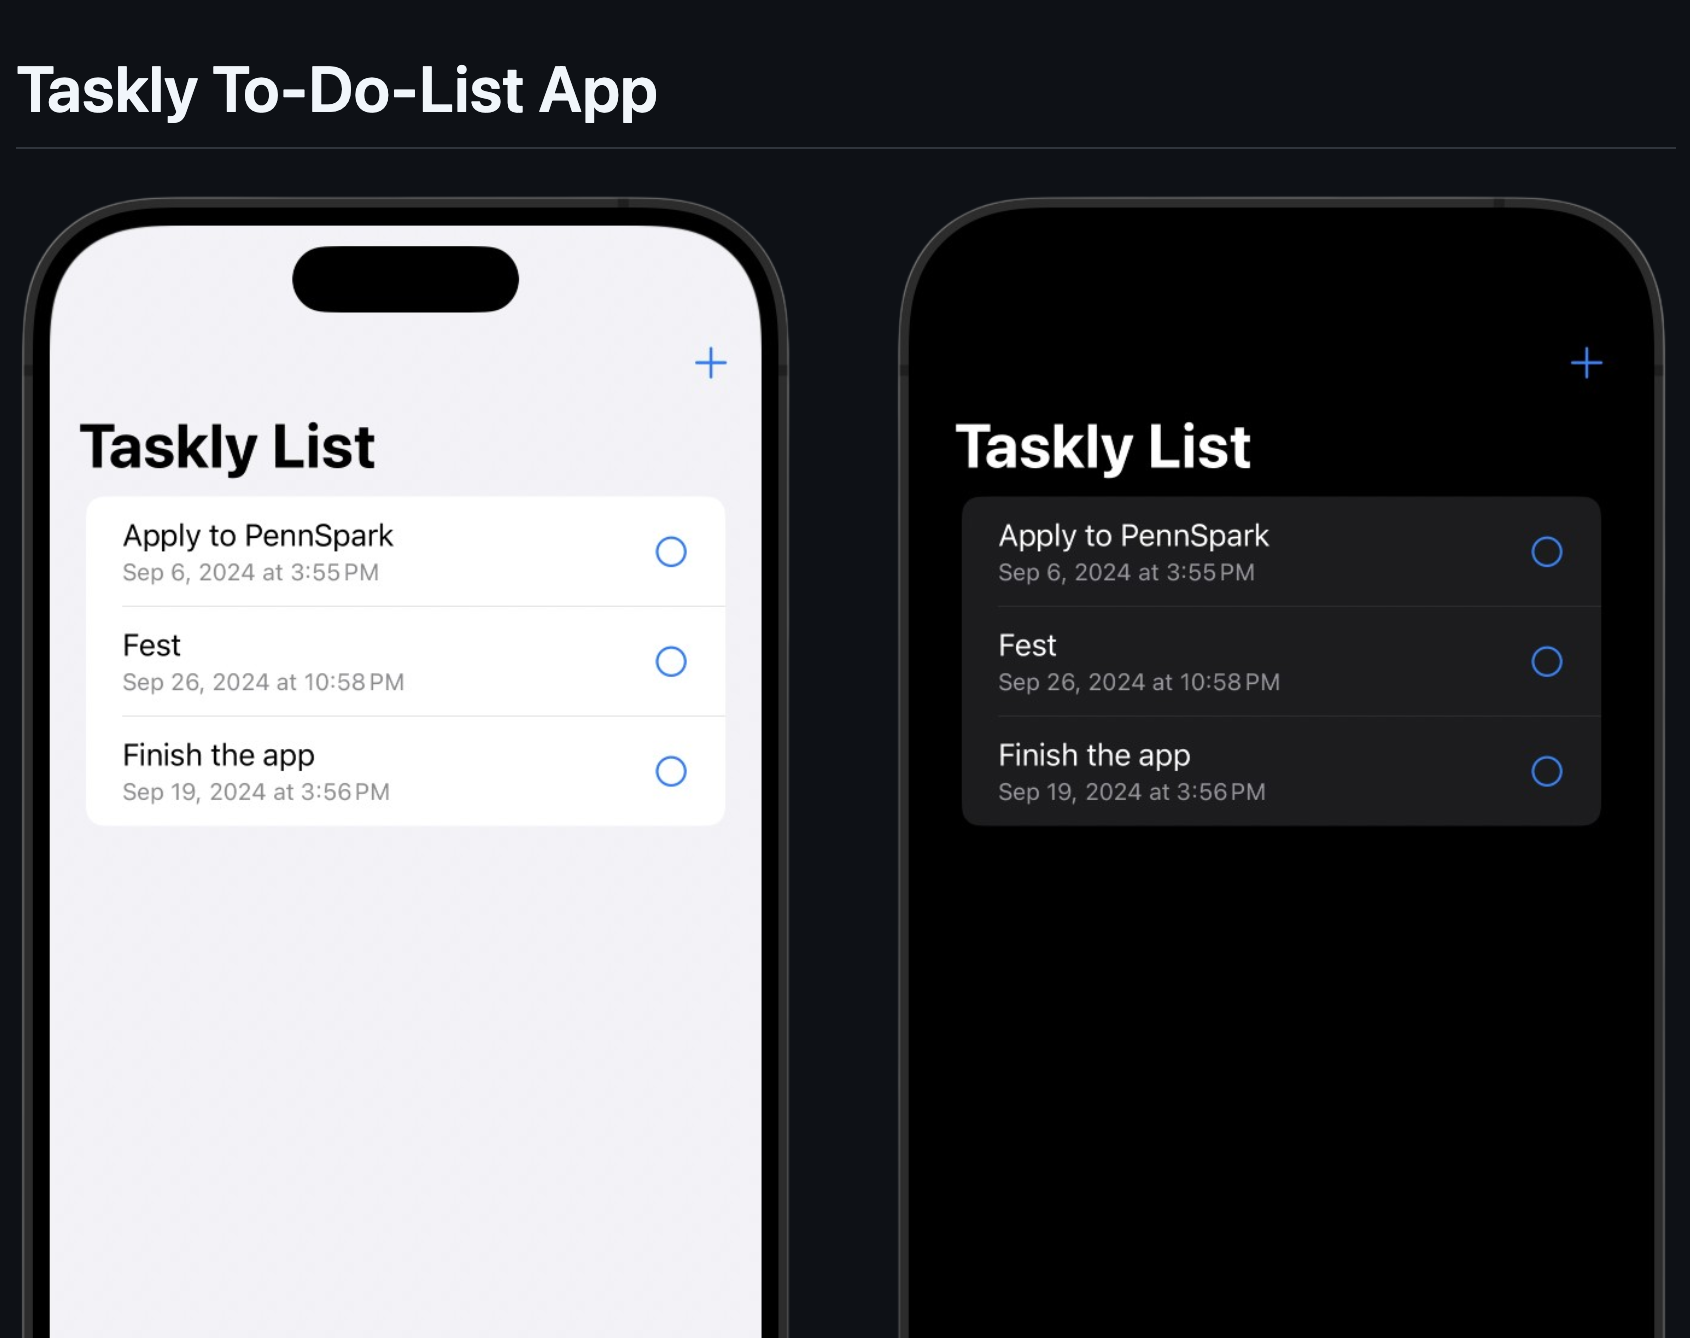 Taskly To-Do-List App
Taskly List
Apply to PennSpark
Sep 6, 2024 at 3:55 PM
Fest
Sep 26, 2024 at 10:58 PM
Finish the app
Sep 19, 2024 at 3:56 PM
Taskly List
Apply to PennSpark
Sep 6, 2024 at 3:55 PM
Fest
Sep 26, 2024 at 10:58 PM
Finish the app
Sep 19, 2024 at 3:56 PM